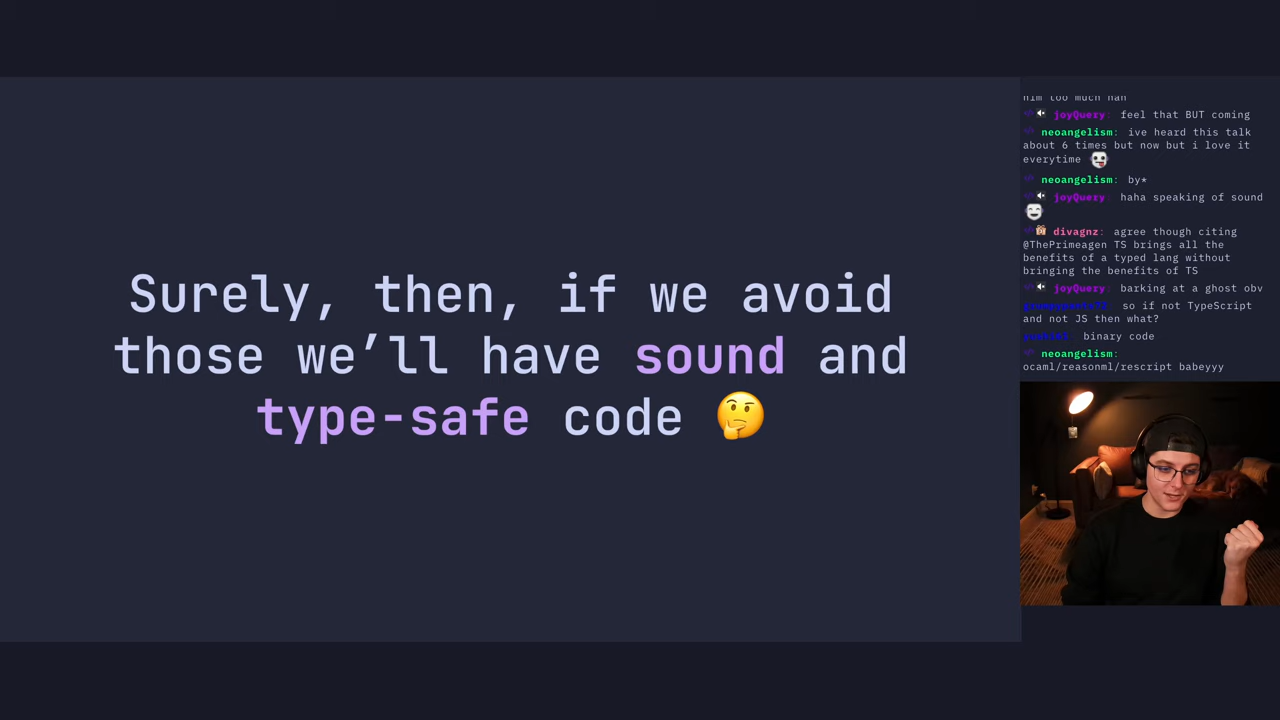 Surely, then, if we avoid
those we’ll have sound and
type-safe code 🤔
joyQuery: feel that BUT coming
neoangelism: ive heard this talk
about 6 times but now but i love it
everytime
neoangelism: by*
joyQuery: haha speaking of sound
divagnz: agree though citing
@ThePrimeagen TS brings all the
benefits of a typed lang without
bringing the benefits of TS
joyQuery: barking at a ghost obv
so if not TypeScript
and not JS then what?
binary code
neoangelism:
ocaml/reasonml/rescript babeyyy